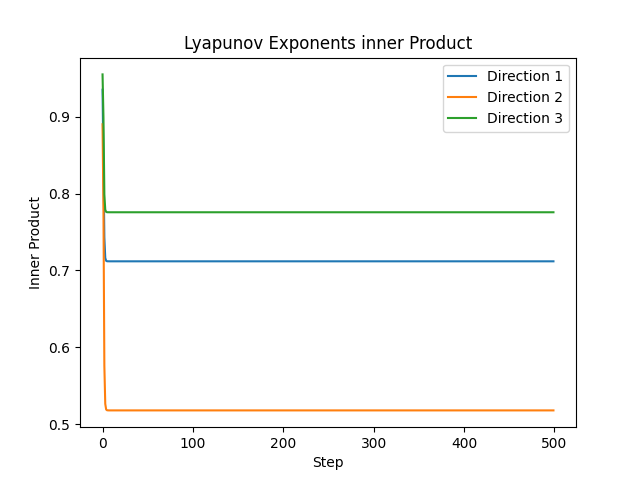 Lyapunov Exponents inner Product
Direction 1
Direction 2
Direction 3
Inner Product
0.9
0.8
0.7
0.6
0.5
0 100 200 300 400 500
Step